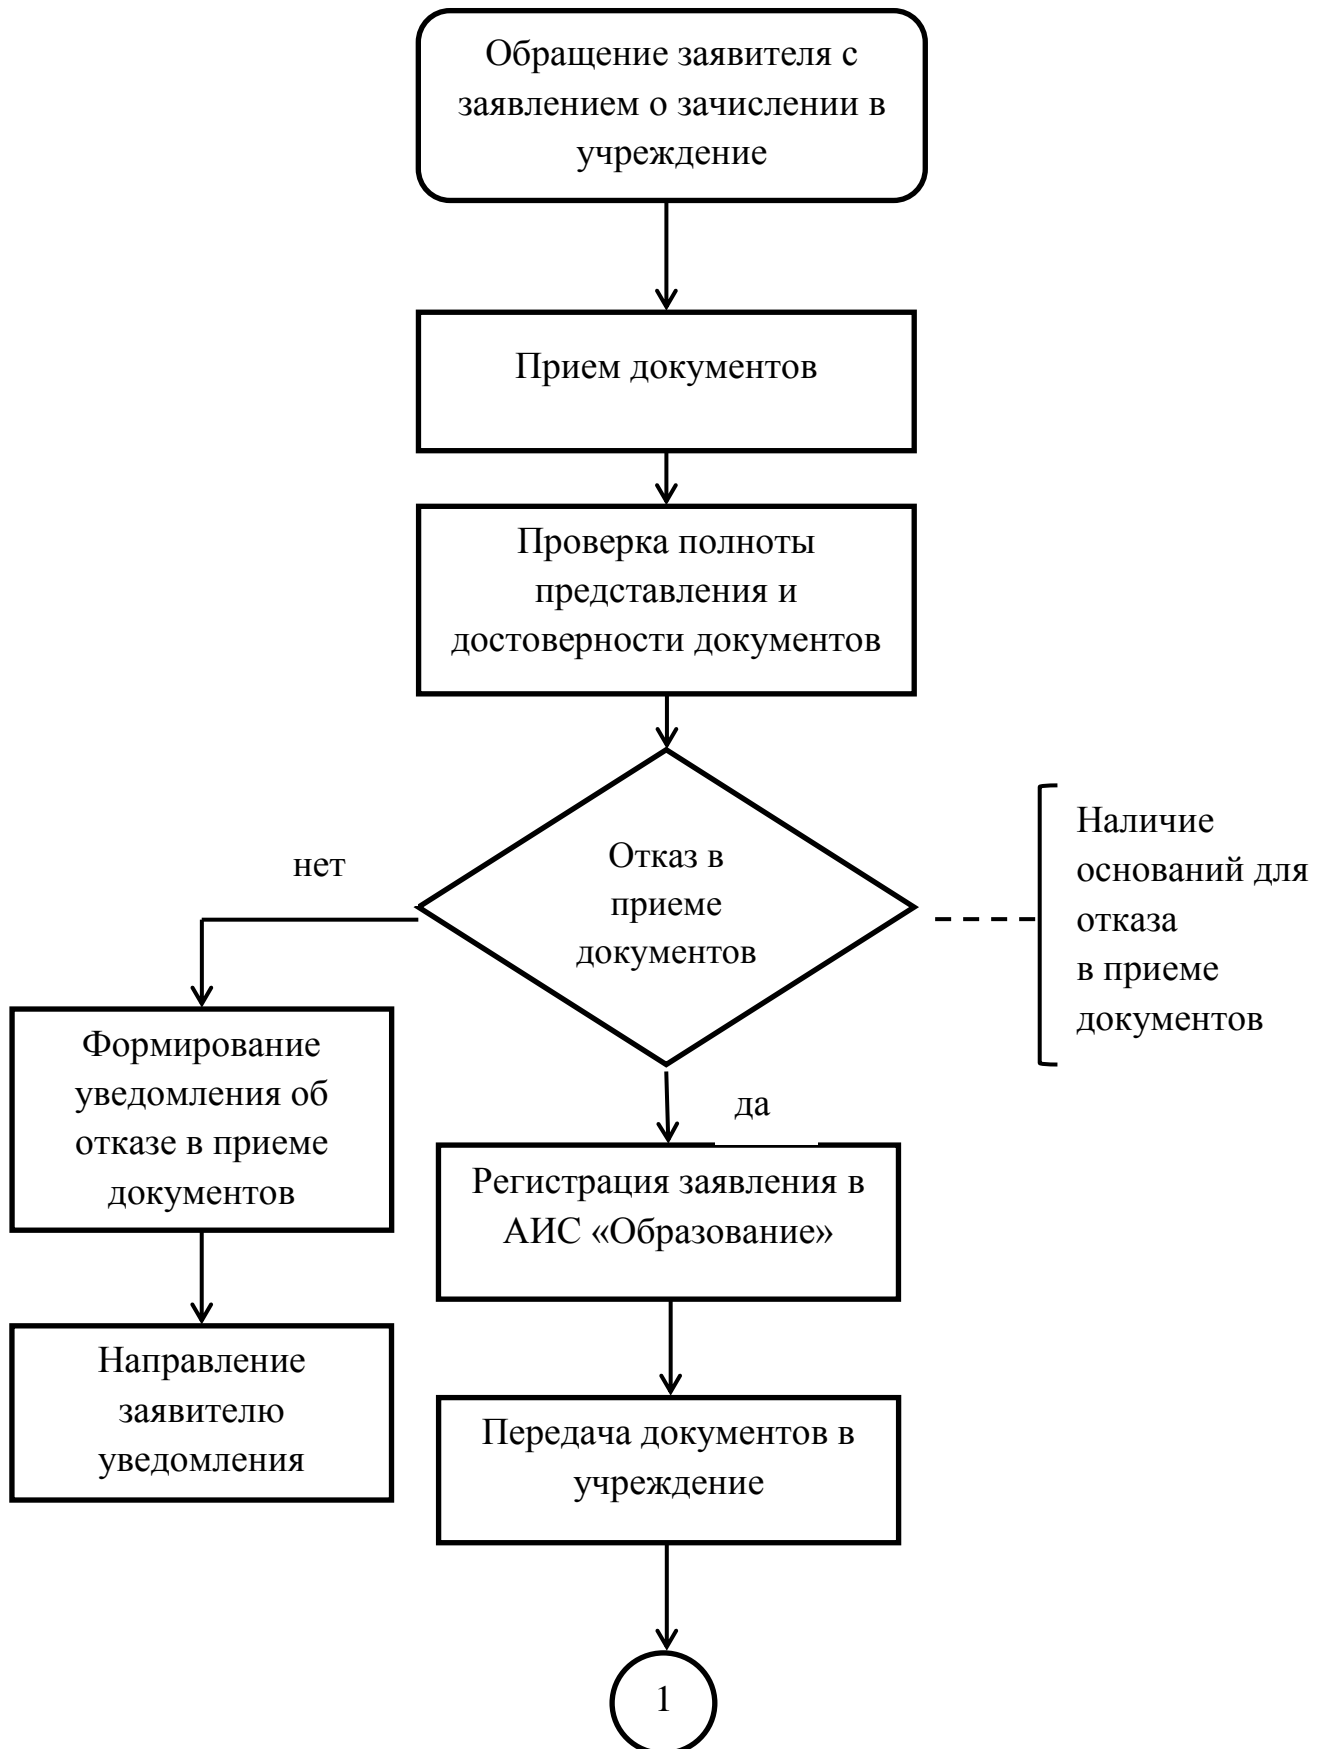 Обращение заявителя с
заявлением о зачислении в
учреждение
Прием документов
Проверка полноты
представления и
достоверности документов
Отказ в
приеме
документов
Наличие
оснований для
отказа
в приеме
документов
нет
Формирование
уведомления об
отказе в приеме
документов
Направление
заявителю
уведомления
да
Регистрация заявления в
АИС «Образование»
Передача документов в
учреждение
1